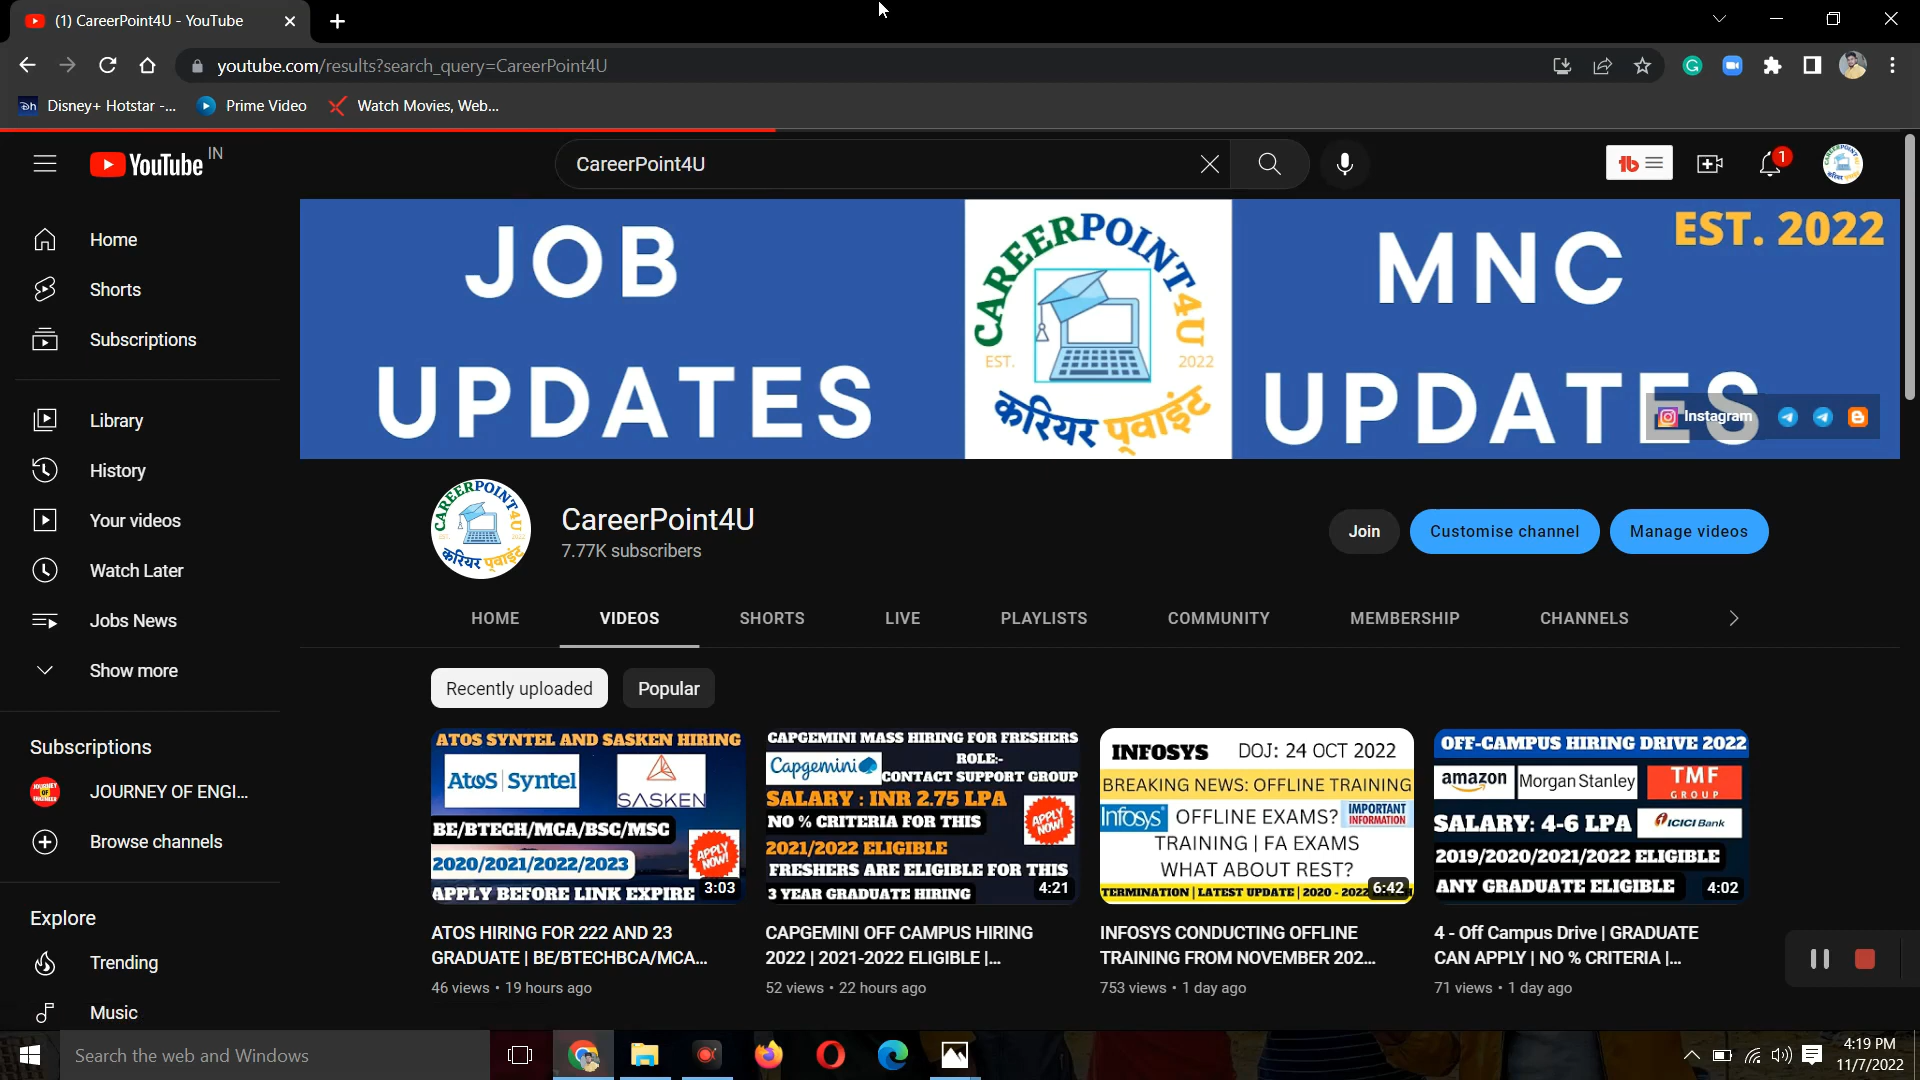 (1) CareerPoint4U - YouTube
youtube.com/results?search_query=CareerPoint4U
Disney+ Hotstar -...
Prime Video
Watch Movies, Web...
YouTube IN
CareerPoint4U
1
Home
Shorts
Subscriptions
Library
History
Your videos
Watch Later
Jobs News
Show more
Subscriptions
JOURNEY OF ENGI...
Browse channels
Explore
Trending
Music
JOB
UPDATES
CAREERPOINT4U
EST. 2022
करियर प्वाइंट
MNC
UPDATES
EST. 2022
Instagram
CAREERPOINT4U
करियर प्वाइंट
CareerPoint4U
7.77K subscribers
Join
Customise channel
Manage videos
HOME
VIDEOS
SHORTS
LIVE
PLAYLISTS
COMMUNITY
MEMBERSHIP
CHANNELS
Recently uploaded
Popular
ATOS SYNTEL AND SASKEN HIRING
Atos Syntel
SASKEN
BE/BTECH/MCA/BSC/MSC
2020/2021/2022/2023
APPLY NOW!
APPLY BEFORE LINK EXPIRE
3:03
ATOS HIRING FOR 222 AND 23
GRADUATE | BE/BTECHBCA/MCA...
46 views • 19 hours ago
CAPGEMINI MASS HIRING FOR FRESHERS
Capgemini
ROLE:-
CONTACT SUPPORT GROUP
SALARY : INR 2.75 LPA
NO % CRITERIA FOR THIS
APPLY NOW!
2021/2022 ELIGIBLE
FRESHERS ARE ELIGIBLE FOR THIS
3 YEAR GRADUATE HIRING
4:21
CAPGEMINI OFF CAMPUS HIRING
2022 | 2021-2022 ELIGIBLE |...
52 views • 22 hours ago
INFOSYS DOJ: 24 OCT 2022
BREAKING NEWS: OFFLINE TRAINING
Infosys OFFLINE EXAMS?
IMPORTANT
INFORMATION
TRAINING | FA EXAMS
WHAT ABOUT REST?
TERMINATION | LATEST UPDATE | 2020 - 2022
6:42
INFOSYS CONDUCTING OFFLINE
TRAINING FROM NOVEMBER 202...
753 views • 1 day ago
OFF-CAMPUS HIRING DRIVE 2022
amazon
Morgan Stanley
TMF
GROUP
SALARY: 4-6 LPA
ICICI Bank
2019/2020/2021/2022 ELIGIBLE
ANY GRADUATE ELIGIBLE
4:02
4 - Off Campus Drive | GRADUATE
CAN APPLY | NO % CRITERIA |...
71 views • 1 day ago
Search the web and Windows
4:19 PM
11/7/2022